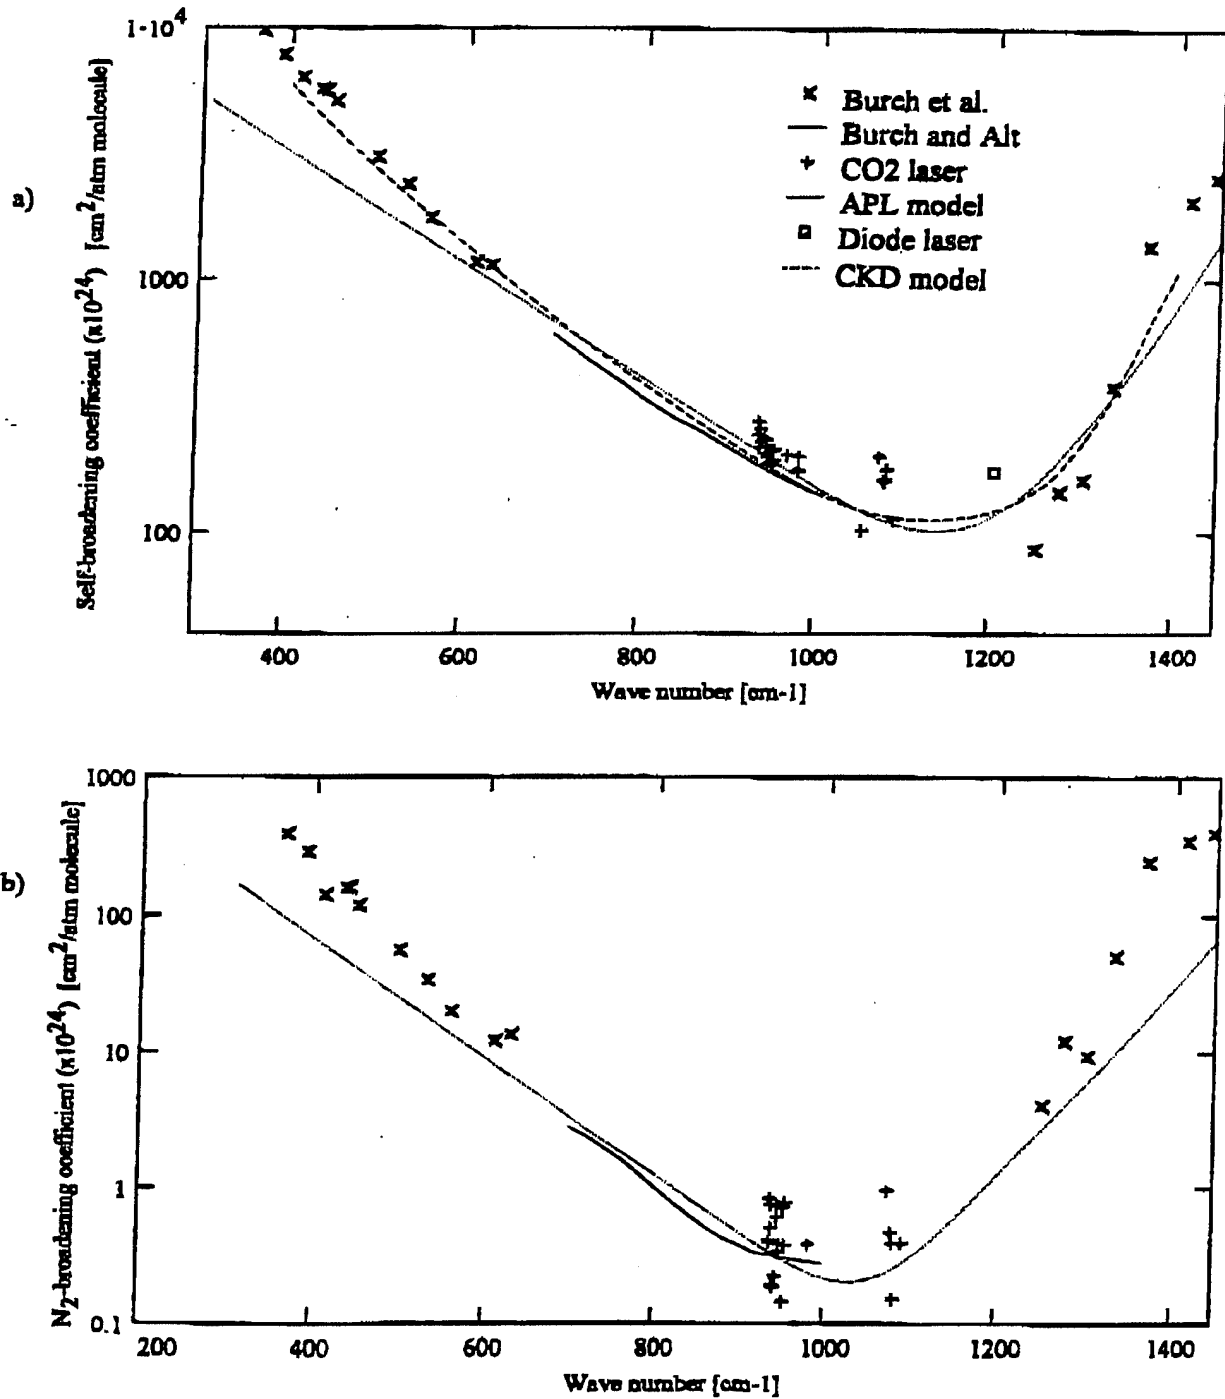 a)
Self-broadening coefficient (x10^24) [cm^2/atm molecule]
1·10^4
1000
100
× Burch et al.
Burch and Alt
+ CO2 laser
APL model
Diode laser
CKD model
400 600 800 1000 1200 1400
Wave number [cm-1]
b)
N2-broadening coefficient (x10^24) [cm^2/atm molecule]
1000
100
10
1
0.1
200 400 600 800 1000 1200 1400
Wave number [cm-1]